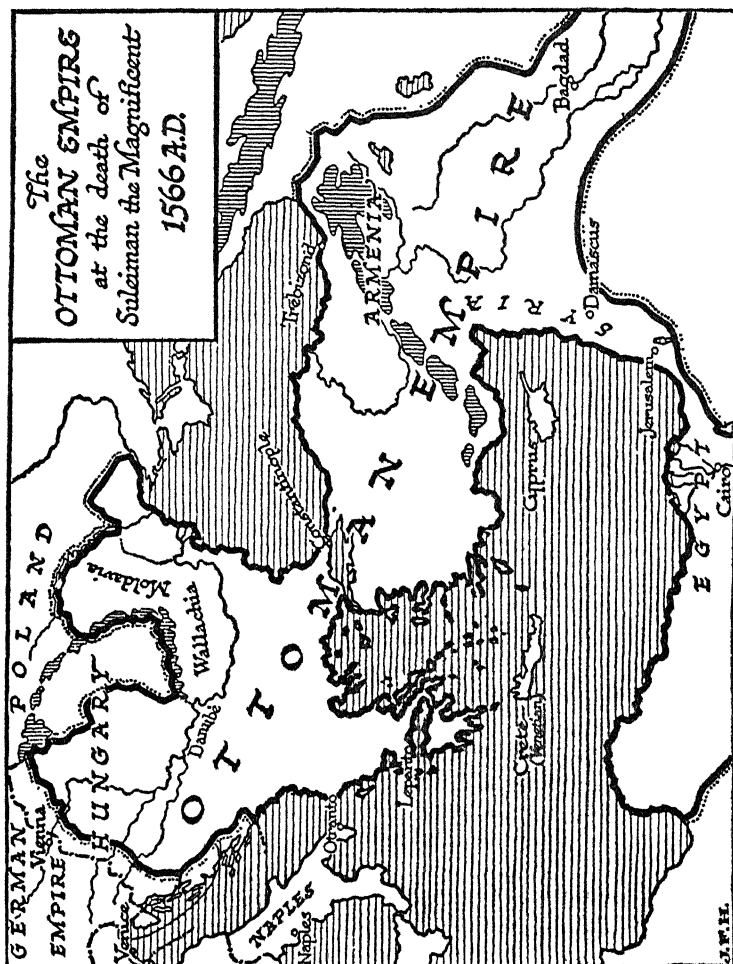 The
OTTOMAN EMPIRE
at the death of
Suleiman the Magnificent
1566 A.D.
GERMAN
EMPIRE
Vienna
POLAND
HUNGARY
Moldavia
Wallachia
Danube
Venice
NAPLES
Naples
Otranto
Lepanto
Crete
(Venetian)
Constantinople
Trebizond
ARMENIA
OTTOMAN EMPIRE
Bagdad
SYRIA
Damascus
Cyprus
Jerusalem
EGYPT
Cairo
J.F.H.